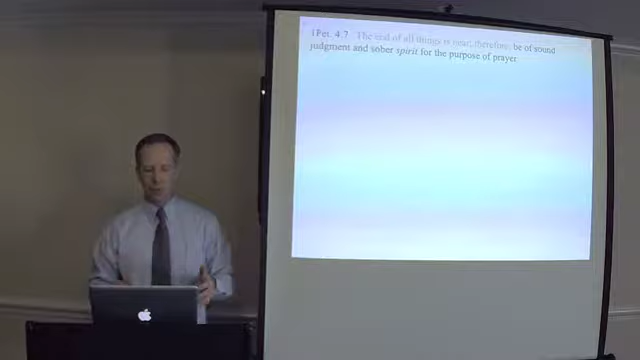 1Pet. 4.7 The end of all things is near; therefore, be of sound
judgment and sober spirit for the purpose of prayer.